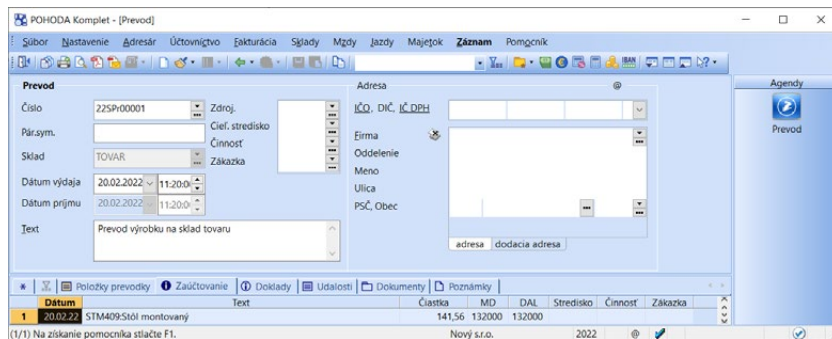 POHODA Komplet - [Prevod]
Súbor Nastavenie Adresár Účtovníctvo Fakturácia Sklady Mzdy Jazdy Majetok Záznam Pomocník
Prevod
Adresa @
Agendy
Číslo 22SPr00001 Zdroj. IČO, DIČ, IČ DPH
Cieľ. stredisko
Prevod
Pár.sym. Činnosť Firma
Sklad TOVAR Zákazka Oddelenie
Meno
Dátum výdaja 20.02.2022 11:20:0 Ulica
Dátum príjmu 20.02.2022 11:20:0 PSČ, Obec
Text Prevod výrobku na sklad tovaru
adresa dodacia adresa
Položky prevodky Zaúčtovanie Doklady Udalosti Dokumenty Poznámky
Dátum Text Čiastka MD DAL Stredisko Činnosť Zákazka
1 20.02.22 STM409:Stôl montovaný 141,56 132000 132000
(1/1) Na získanie pomocníka stlačte F1. Nový s.r.o. 2022 @